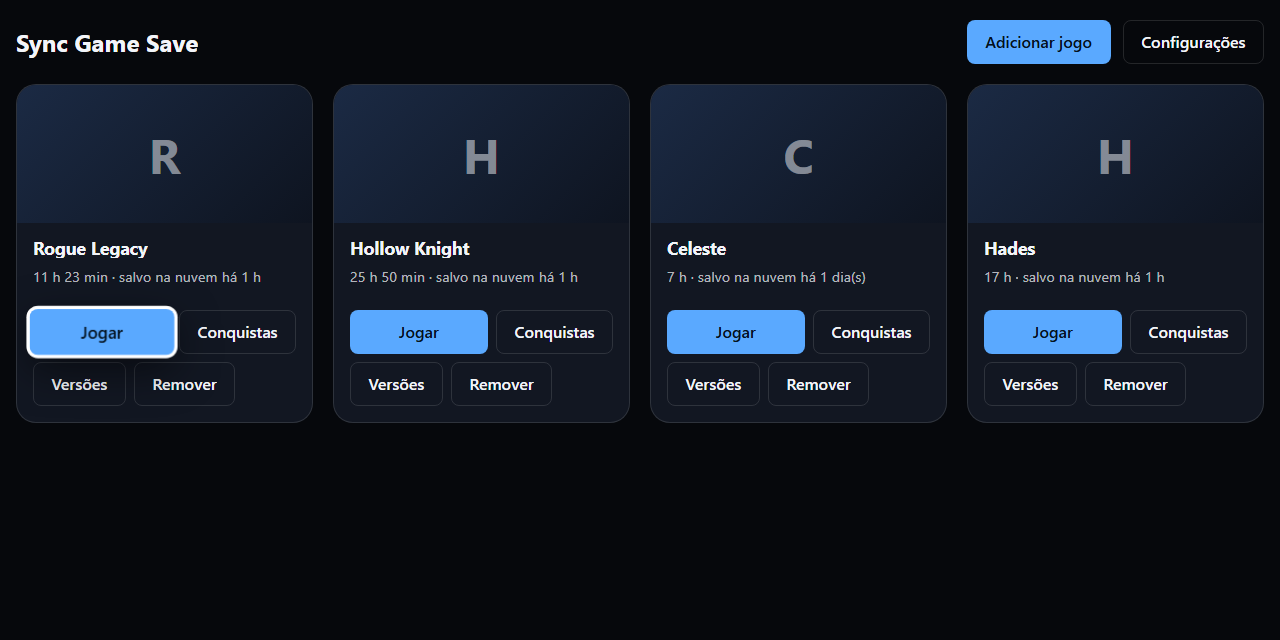 Sync Game Save
Adicionar jogo
Configurações
R
Rogue Legacy
11 h 23 min · salvo na nuvem há 1 h
Jogar
Conquistas
Versões
Remover
H
Hollow Knight
25 h 50 min · salvo na nuvem há 1 h
Jogar
Conquistas
Versões
Remover
C
Celeste
7 h · salvo na nuvem há 1 dia(s)
Jogar
Conquistas
Versões
Remover
H
Hades
17 h · salvo na nuvem há 1 h
Jogar
Conquistas
Versões
Remover